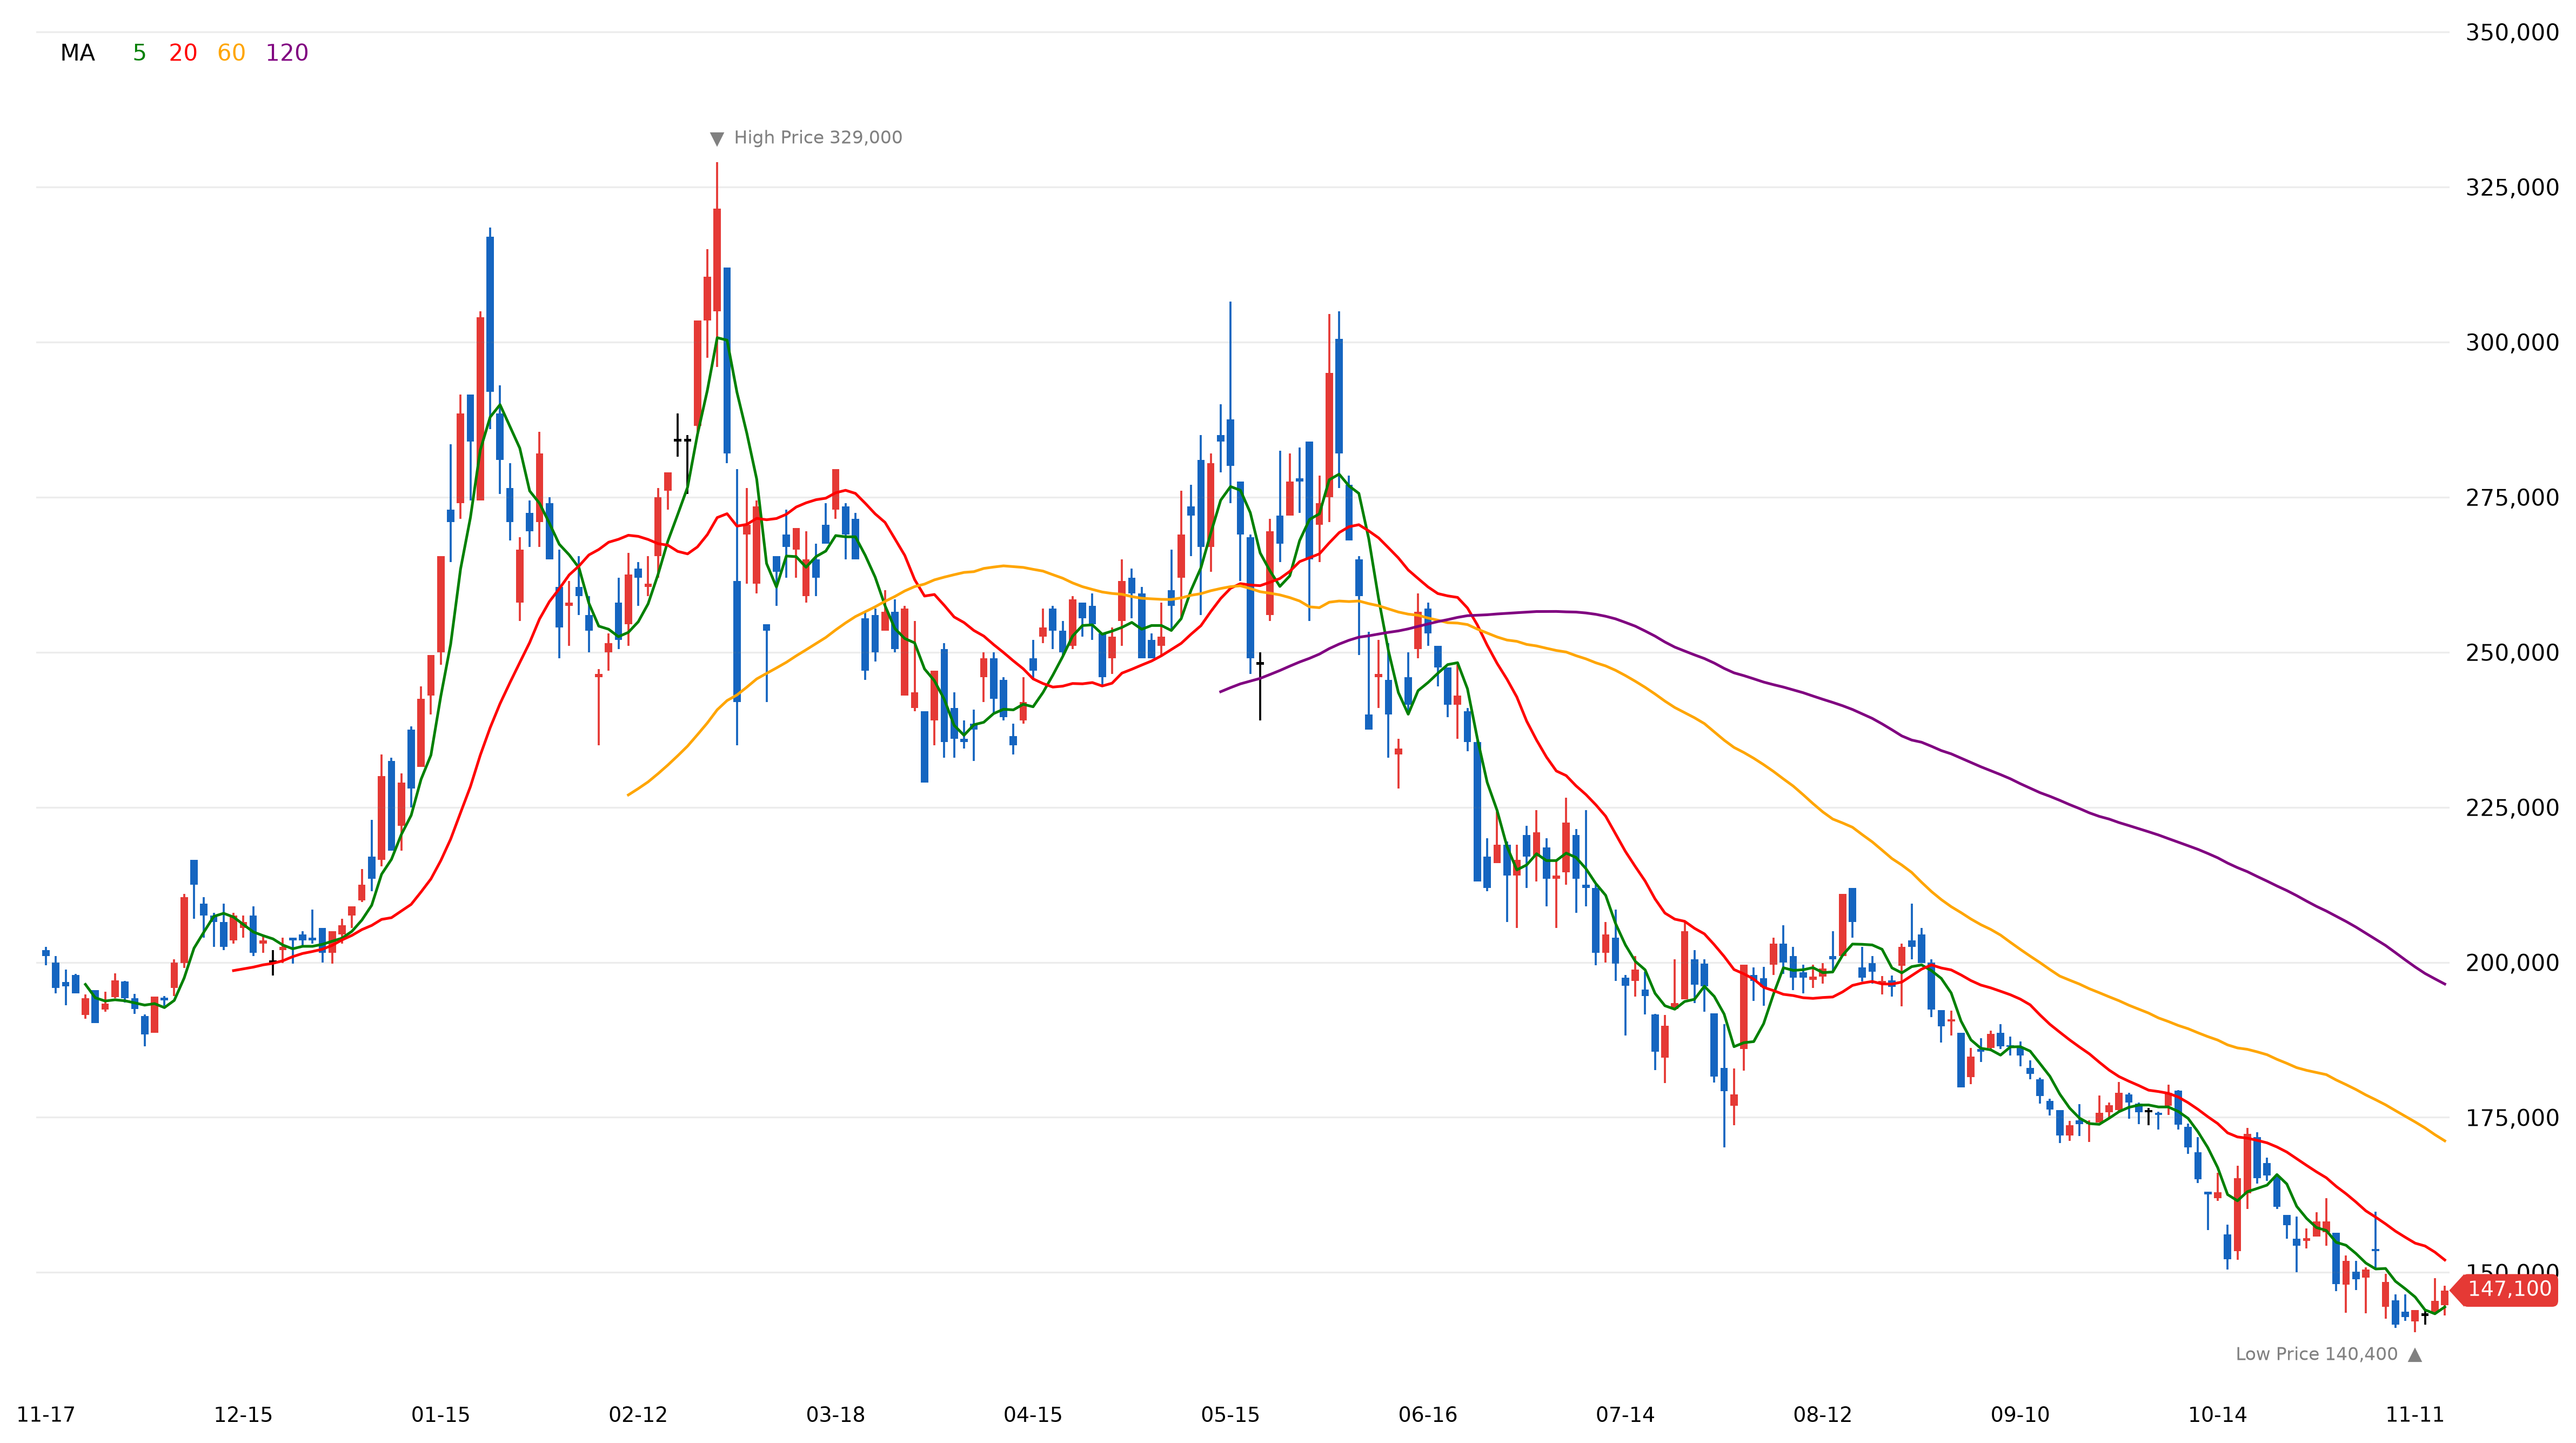 350,000
MA 5 20 60 120
▼ High Price 329,000
325,000
300,000
275,000
250,000
225,000
200,000
175,000
150,000
147,100
Low Price 140,400 ▲
11-17 12-15 01-15 02-12 03-18 04-15 05-15 06-16 07-14 08-12 09-10 10-14 11-11